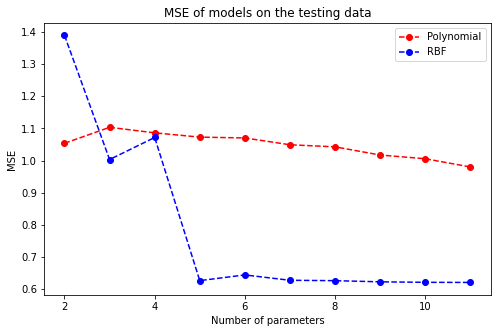 MSE of models on the testing data
Polynomial
RBF
1.4
1.3
1.2
1.1
1.0
0.9
0.8
0.7
0.6
MSE
2
4
6
8
10
Number of parameters